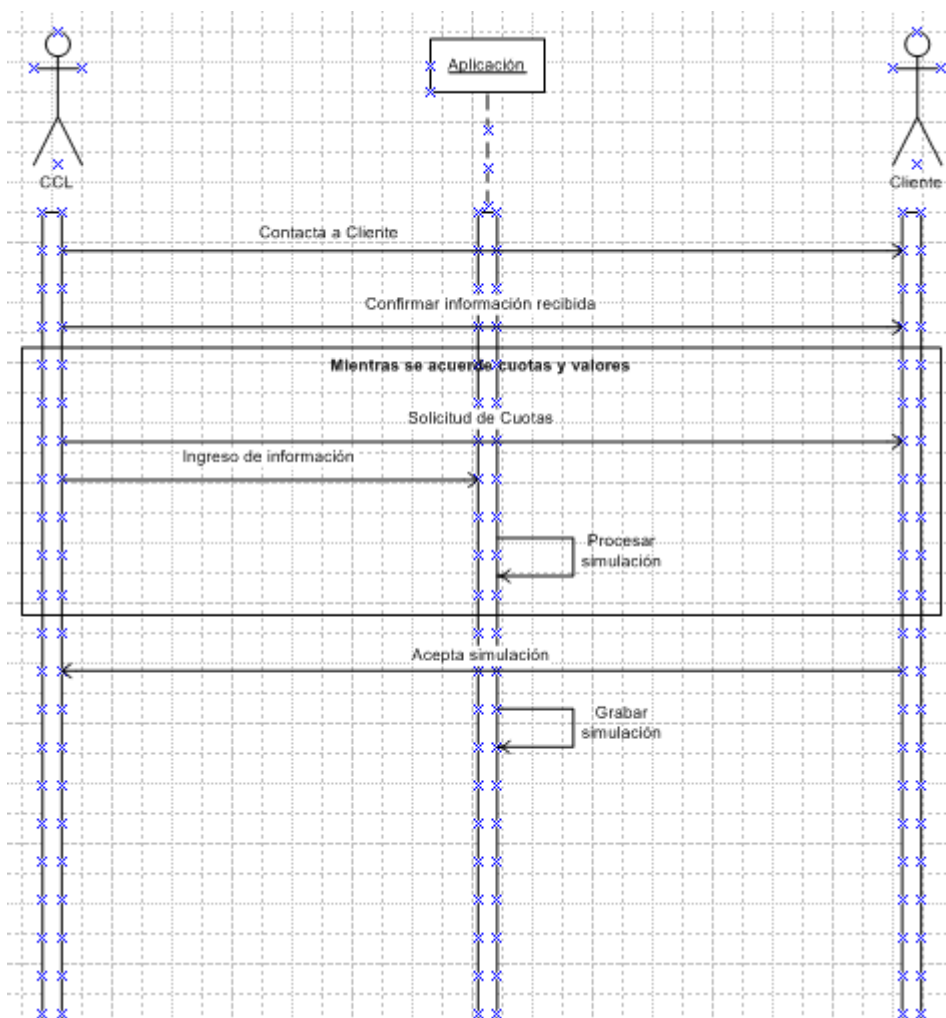 Aplicación
CCL
Cliente
Contacta a Cliente
Confirmar información recibida
Mientras se acuerde cuotas y valores
Solicitud de Cuotas
Ingreso de información
Procesar
simulación
Acepta simulación
Grabar
simulación